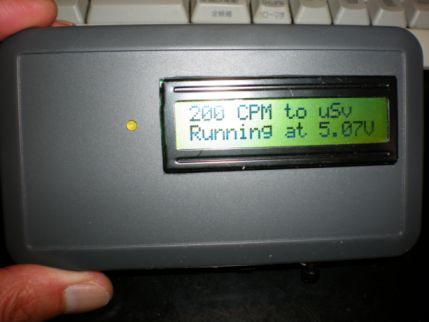 200 CPM to uSv
Running at 5.07V